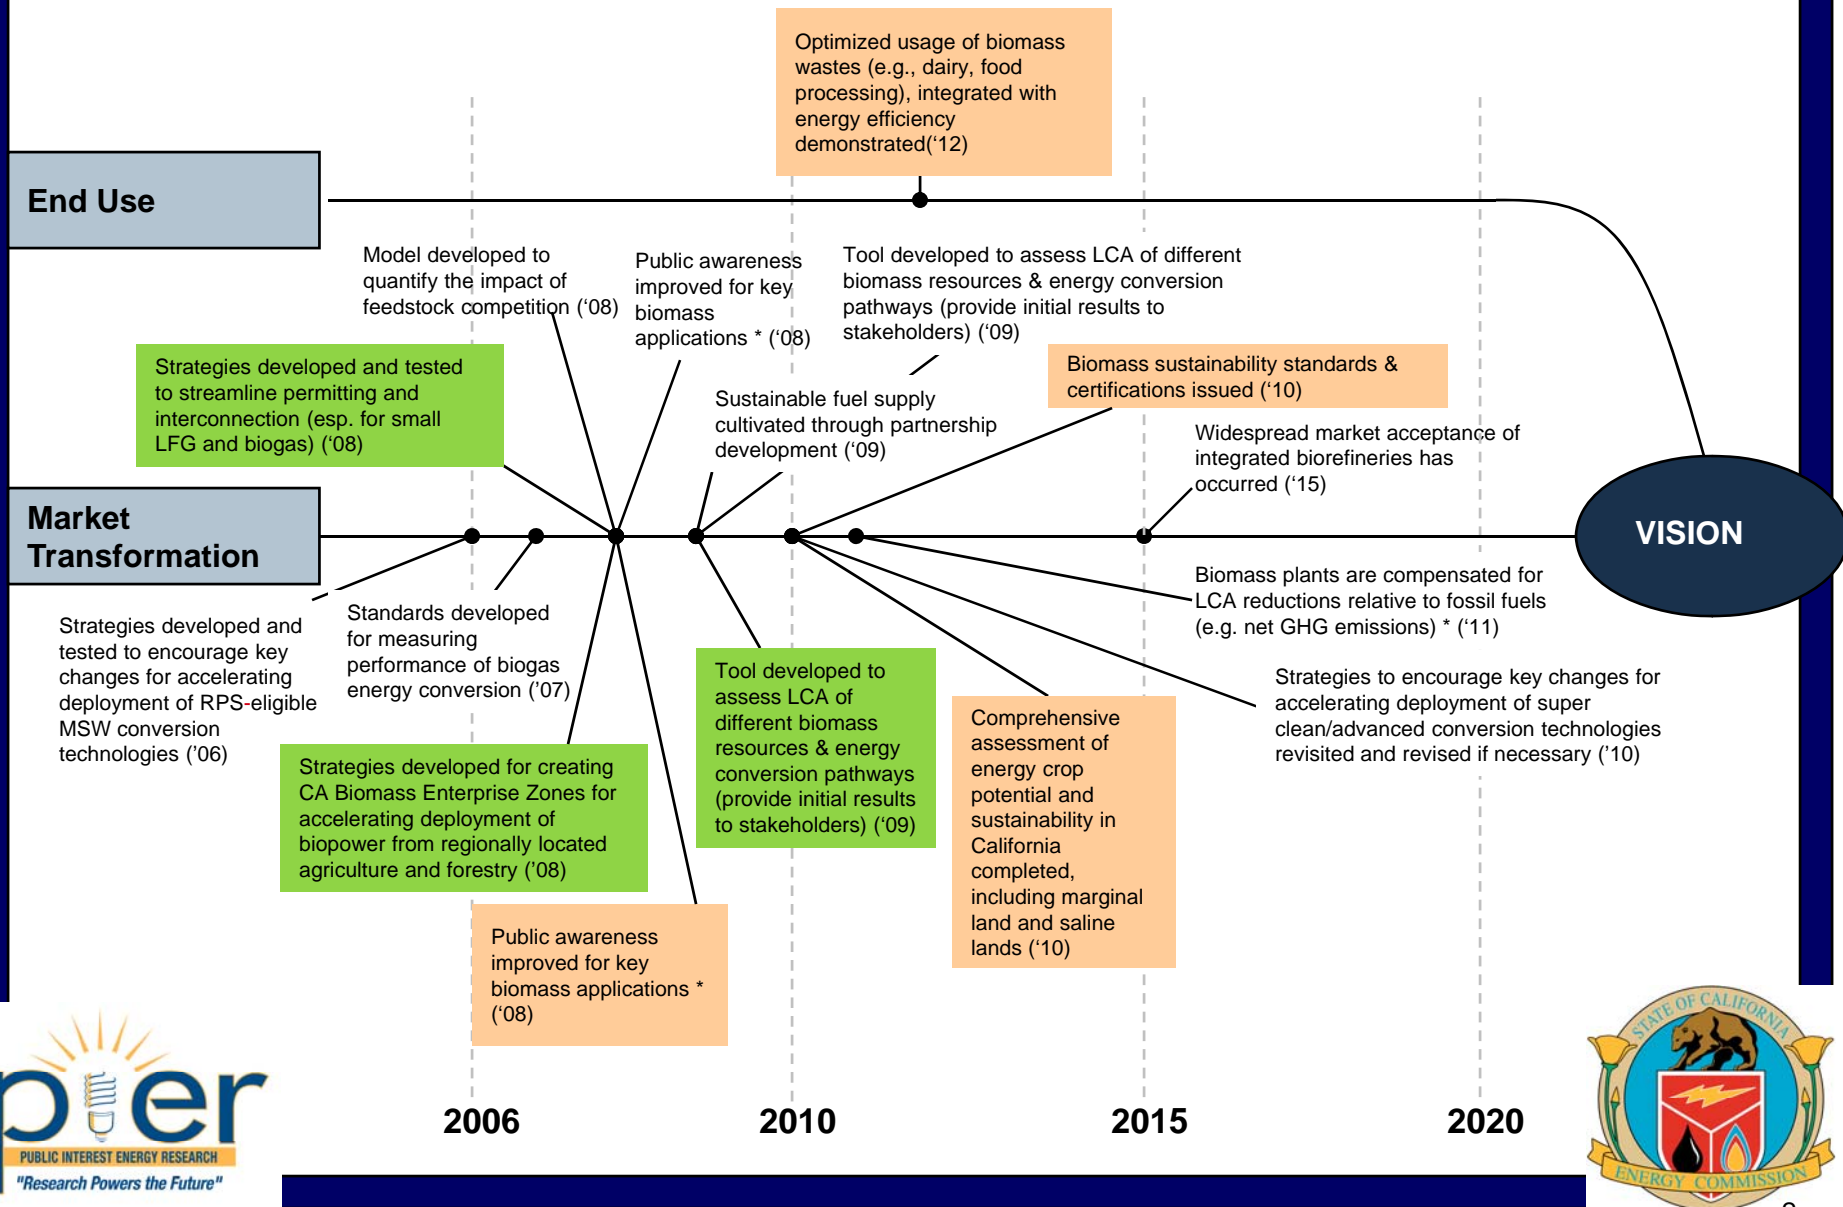 Optimized usage of biomass
wastes (e.g., dairy, food
processing), integrated with
energy efficiency
demonstrated(‘12)
End Use
Model developed to
quantify the impact of
feedstock competition (‘08)
Public awareness
improved for key
biomass
applications * (‘08)
Tool developed to assess LCA of different
biomass resources & energy conversion
pathways (provide initial results to
stakeholders) (‘09)
Strategies developed and tested
to streamline permitting and
interconnection (esp. for small
LFG and biogas) (‘08)
Sustainable fuel supply
cultivated through partnership
development (‘09)
Biomass sustainability standards &
certifications issued (‘10)
Widespread market acceptance of
integrated biorefineries has
occurred (‘15)
Market
Transformation
VISION
Strategies developed and
tested to encourage key
changes for accelerating
deployment of RPS-eligible
MSW conversion
technologies (’06)
Standards developed
for measuring
performance of biogas
energy conversion (’07)
Biomass plants are compensated for
LCA reductions relative to fossil fuels
(e.g. net GHG emissions) * (‘11)
Strategies developed for creating
CA Biomass Enterprise Zones for
accelerating deployment of
biopower from regionally located
agriculture and forestry (’08)
Tool developed to
assess LCA of
different biomass
resources & energy
conversion pathways
(provide initial results
to stakeholders) (‘09)
Comprehensive
assessment of
energy crop
potential and
sustainability in
California
completed,
including marginal
land and saline
lands (‘10)
Strategies to encourage key changes for
accelerating deployment of super
clean/advanced conversion technologies
revisited and revised if necessary (’10)
Public awareness
improved for key
biomass applications *
(‘08)
2006
2010
2015
2020
pier
PUBLIC INTEREST ENERGY RESEARCH
"Research Powers the Future"
STATE OF CALIFORNIA
ENERGY COMMISSION